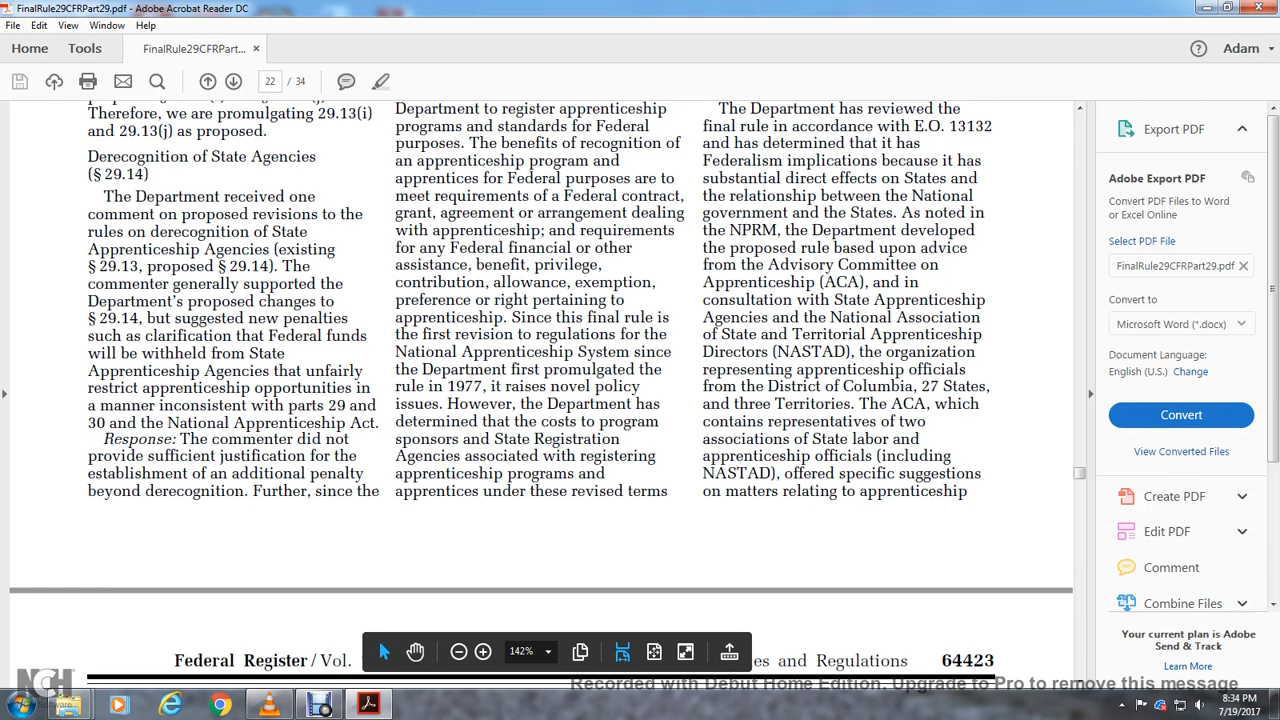 FinalRule29CFRPart29.pdf - Adobe Acrobat Reader DC
File Edit View Window Help
Home Tools FinalRule29CFRPart... × Adam
22 / 34
Therefore, we are promulgating 29.13(i)
and 29.13(j) as proposed.
Derecognition of State Agencies
(§ 29.14)
The Department received one
comment on proposed revisions to the
rules on derecognition of State
Apprenticeship Agencies (existing
§ 29.13, proposed § 29.14). The
commenter generally supported the
Department's proposed changes to
§ 29.14, but suggested new penalties
such as clarification that Federal funds
will be withheld from State
Apprenticeship Agencies that unfairly
restrict apprenticeship opportunities in
a manner inconsistent with parts 29 and
30 and the National Apprenticeship Act.
Response: The commenter did not
provide sufficient justification for the
establishment of an additional penalty
beyond derecognition. Further, since the
Department to register apprenticeship
programs and standards for Federal
purposes. The benefits of recognition of
an apprenticeship program and
apprentices for Federal purposes are to
meet requirements of a Federal contract,
grant, agreement or arrangement dealing
with apprenticeship; and requirements
for any Federal financial or other
assistance, benefit, privilege,
contribution, allowance, exemption,
preference or right pertaining to
apprenticeship. Since this final rule is
the first revision to regulations for the
National Apprenticeship System since
the Department first promulgated the
rule in 1977, it raises novel policy
issues. However, the Department has
determined that the costs to program
sponsors and State Registration
Agencies associated with registering
apprenticeship programs and
apprentices under these revised terms
The Department has reviewed the
final rule in accordance with E.O. 13132
and has determined that it has
Federalism implications because it has
substantial direct effects on States and
the relationship between the National
government and the States. As noted in
the NPRM, the Department developed
the proposed rule based upon advice
from the Advisory Committee on
Apprenticeship (ACA), and in
consultation with State Apprenticeship
Agencies and the National Association
of State and Territorial Apprenticeship
Directors (NASTAD), the organization
representing apprenticeship officials
from the District of Columbia, 27 States,
and three Territories. The ACA, which
contains representatives of two
associations of State labor and
apprenticeship officials (including
NASTAD), offered specific suggestions
on matters relating to apprenticeship
Export PDF
Adobe Export PDF
Convert PDF Files to Word
or Excel Online
Select PDF File
FinalRule29CFRPart29.pdf ×
Convert to
Microsoft Word (*.docx)
Document Language:
English (U.S.) Change
Convert
View Converted Files
Create PDF
Edit PDF
Comment
Combine Files
Your current plan is Adobe
Send & Track
Learn More
142%
Federal Register / Vol.
es and Regulations 64423
NCH
Software
Recorded with Debut Home Edition. Upgrade to Pro to remove this message
8:34 PM
7/19/2017